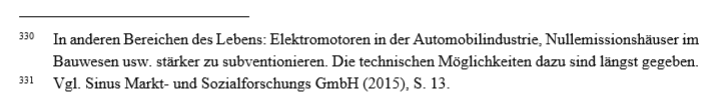 330 In anderen Bereichen des Lebens: Elektromotoren in der Automobilindustrie, Nullemissionshäuser im
Bauwesen usw. stärker zu subventionieren. Die technischen Möglichkeiten dazu sind längst gegeben.
331 Vgl. Sinus Markt- und Sozialforschungs GmbH (2015), S. 13.